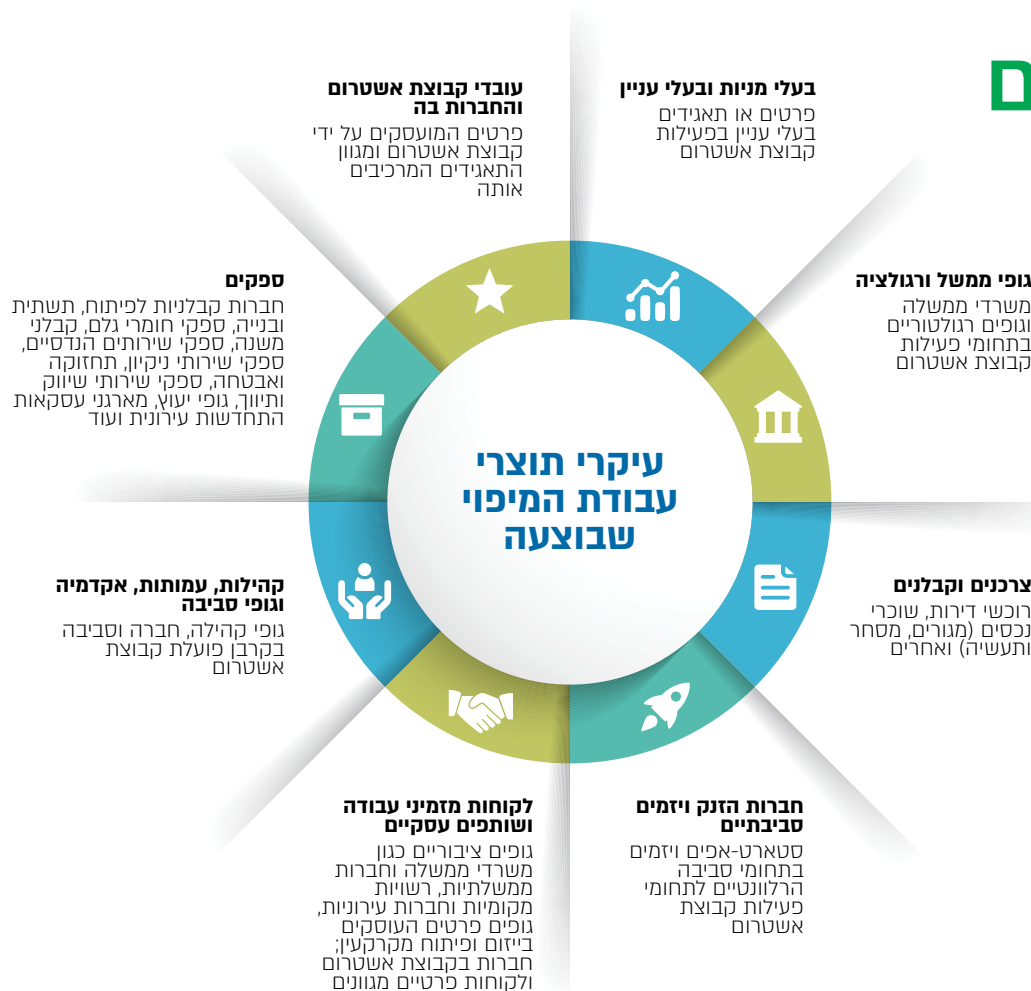 ם
בעלי מניות ובעלי עניין
פרטים או תאגידים
בעלי עניין בפעילות
קבוצת אשטרום
עובדי קבוצת אשטרום
והחברות בה
פרטים המועסקים על ידי
קבוצת אשטרום ומגוון
התאגידים המרכיבים
אותה
גופי ממשל ורגולציה
משרדי ממשלה
וגופים רגולטוריים
בתחומי פעילות
קבוצת אשטרום
ספקים
חברות קבלניות לפיתוח, תשתית
ובנייה, ספקי חומרי גלם, קבלני
משנה, ספקי שירותים הנדסיים,
ספקי שירותי ניקיון, תחזוקה
ואבטחה, ספקי שירותי שיווק
ותיווך, גופי יעוץ, מארגני עסקאות
התחדשות עירונית ועוד
עיקרי תוצרי
עבודת המיפוי
שבוצעה
צרכנים וקבלנים
רוכשי דירות, שוכרי
נכסים (מגורים, מסחר
ותעשיה) ואחרים
קהילות, עמותות, אקדמיה
וגופי סביבה
גופי קהילה, חברה וסביבה
בקרבן פועלת קבוצת
אשטרום
חברות הזנק ויזמים
סביבתיים
סטארט-אפים ויזמים
בתחומי סביבה
הרלוונטיים לתחומי
פעילות קבוצת
אשטרום
לקוחות מזמיני עבודה
ושותפים עסקיים
גופים ציבוריים כגון
משרדי ממשלה וחברות
ממשלתיות, רשויות
מקומיות וחברות עירוניות,
גופים פרטים העוסקים
בייזום ופיתוח מקרקעין;
חברות בקבוצת אשטרום
ולקוחות פרטיים מגוונים